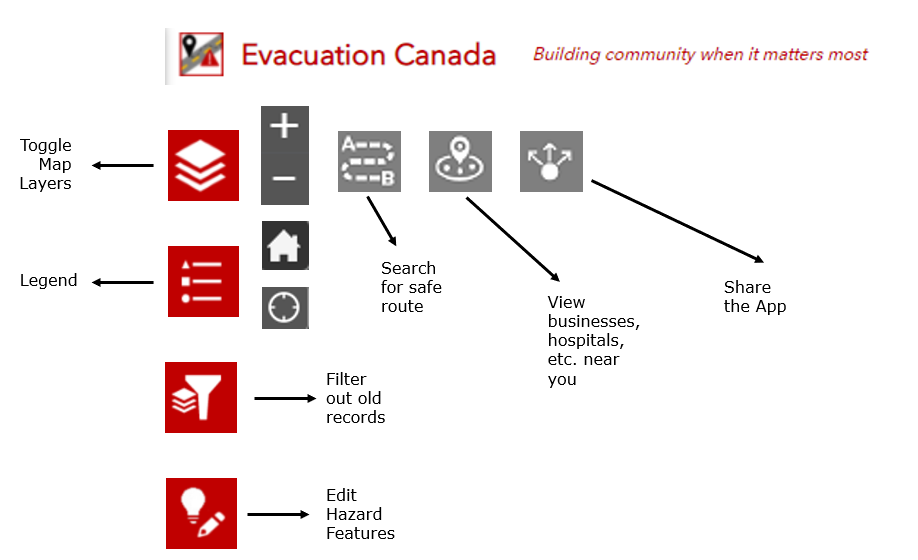 Evacuation Canada
Building community when it matters most
Toggle
Map
Layers
+
−
A
B
Search
for safe
route
View
businesses,
hospitals,
etc. near
you
Share
the App
Legend
Filter
out old
records
Edit
Hazard
Features